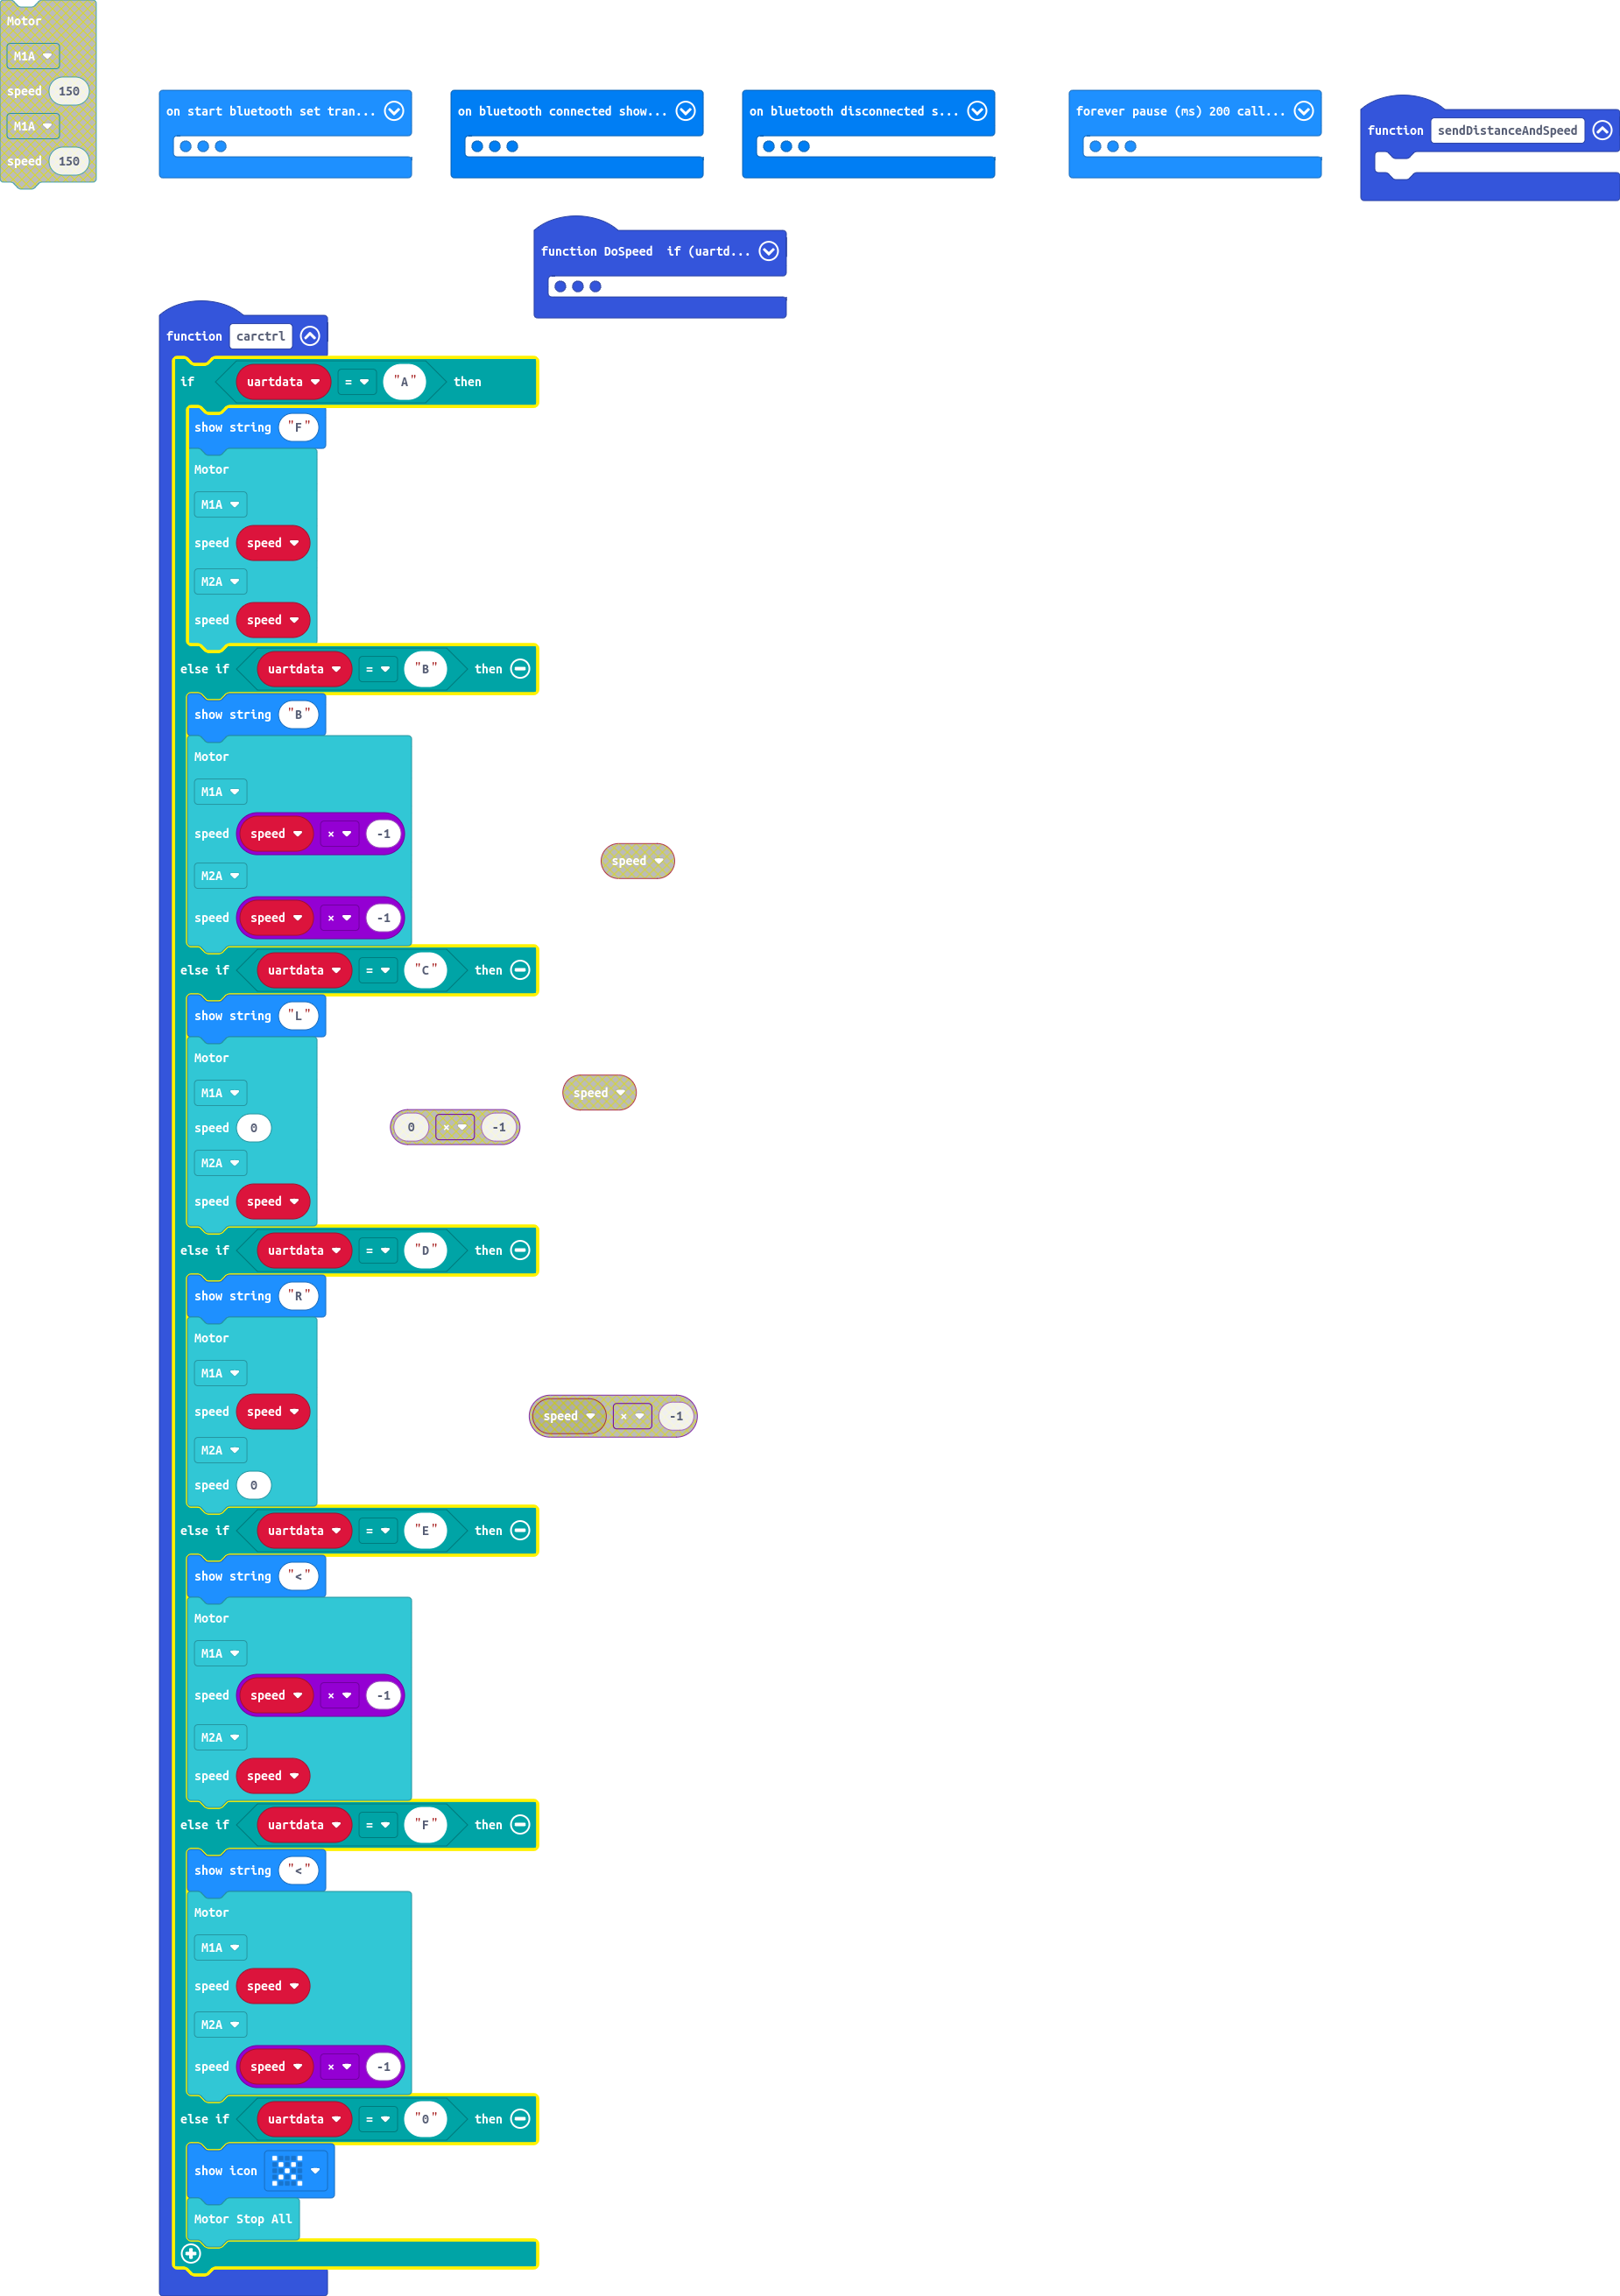 Motor
M1A
speed 150
M1A
speed 150
on start bluetooth set tran...
on bluetooth connected show...
on bluetooth disconnected s...
forever pause (ms) 200 call...
function sendDistanceAndSpeed
function DoSpeed if (uartd...
function carctrl
if uartdata = "A" then
show string "F"
Motor
M1A
speed speed
M2A
speed speed
else if uartdata = "B" then
show string "B"
Motor
M1A
speed speed × -1
speed
M2A
speed speed × -1
else if uartdata = "C" then
show string "L"
Motor
M1A
speed
speed 0
0 × -1
M2A
speed speed
else if uartdata = "D" then
show string "R"
Motor
M1A
speed speed
speed × -1
M2A
speed 0
else if uartdata = "E" then
show string "<"
Motor
M1A
speed speed × -1
M2A
speed speed
else if uartdata = "F" then
show string "<"
Motor
M1A
speed speed
M2A
speed speed × -1
else if uartdata = "0" then
show icon
Motor Stop All